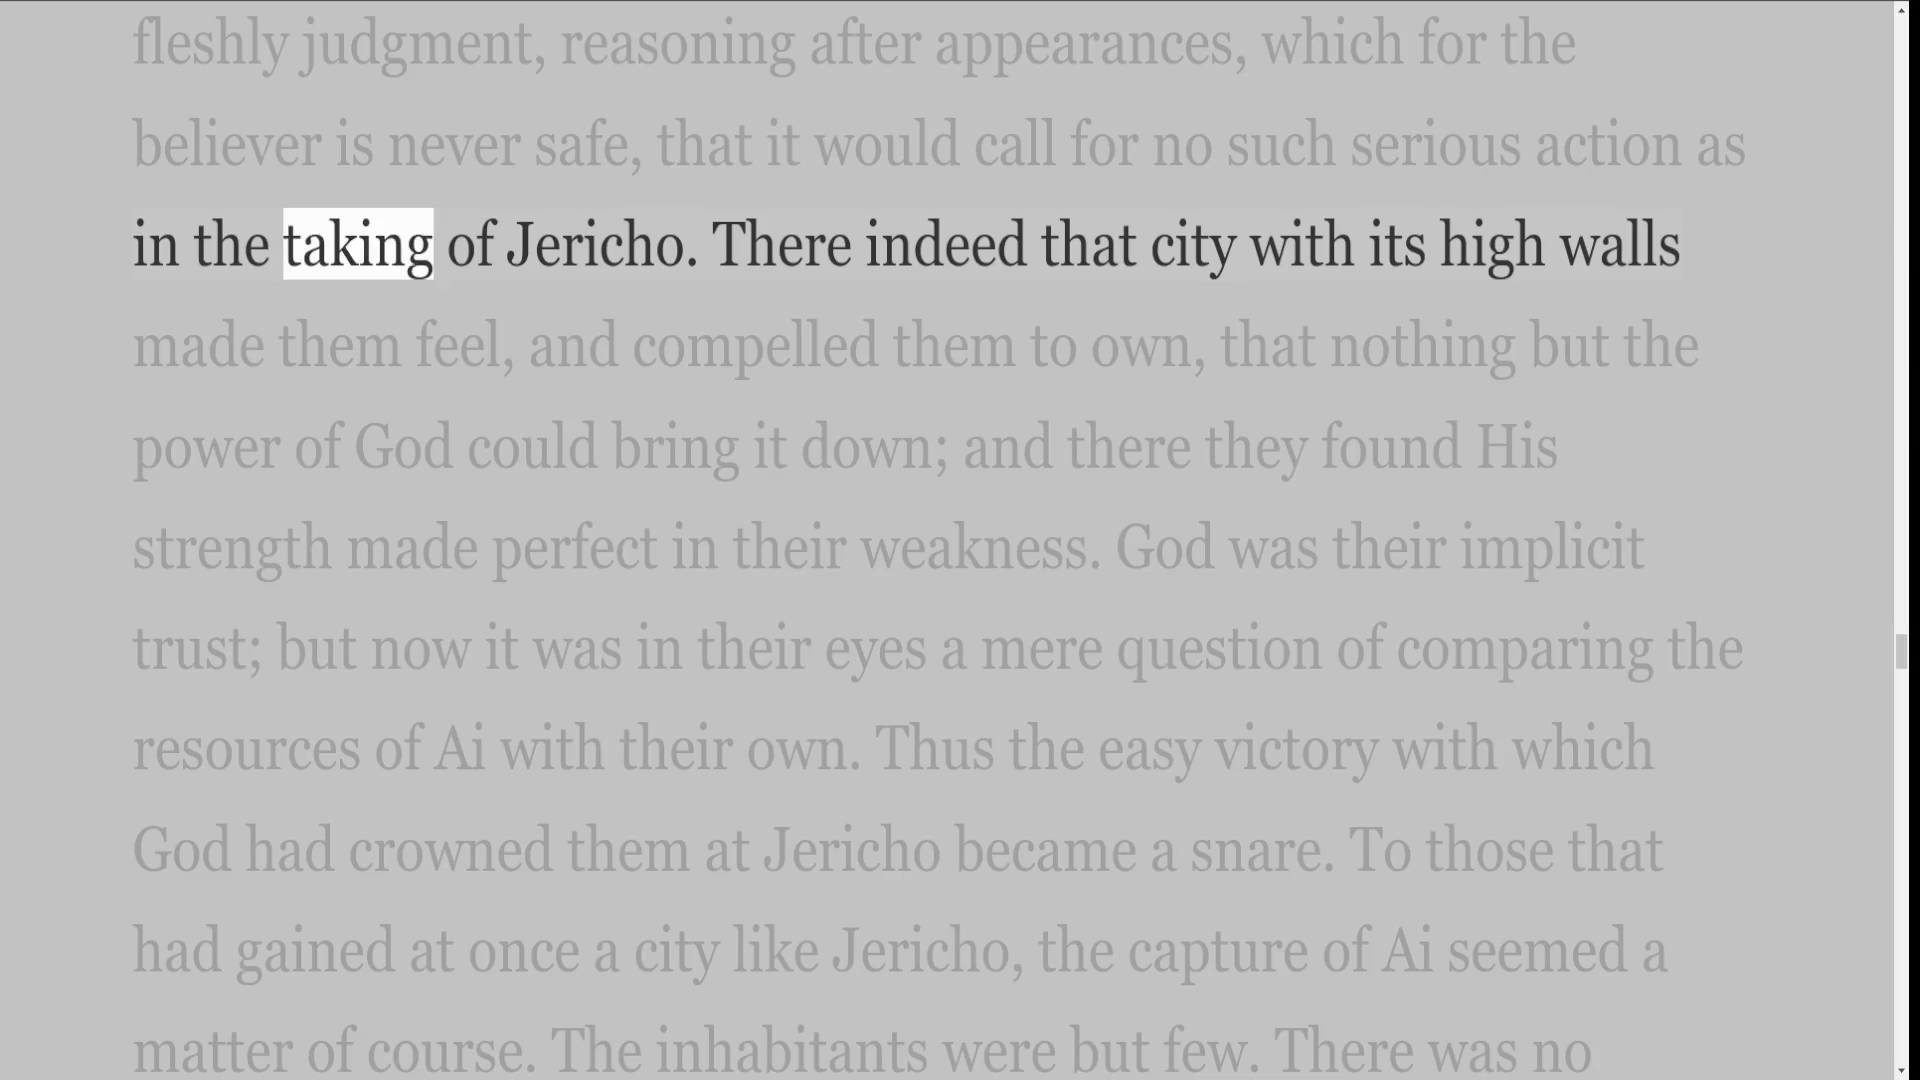 fleshly judgment, reasoning after appearances, which for the
believer is never safe, that it would call for no such serious action as
in the taking of Jericho. There indeed that city with its high walls
made them feel, and compelled them to own, that nothing but the
power of God could bring it down; and there they found His
strength made perfect in their weakness. God was their implicit
trust; but now it was in their eyes a mere question of comparing the
resources of Ai with their own. Thus the easy victory with which
God had crowned them at Jericho became a snare. To those that
had gained at once a city like Jericho, the capture of Ai seemed a
matter of course. The inhabitants were but few. There was no